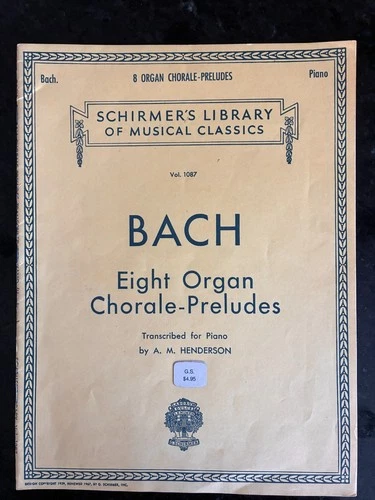 Bach. 8 ORGAN CHORALE-PRELUDES Piano
SCHIRMER'S LIBRARY
OF MUSICAL CLASSICS
Vol. 1087
BACH
Eight Organ
Chorale-Preludes
Transcribed for Piano
by A. M. HENDERSON
G.S.
$4.95